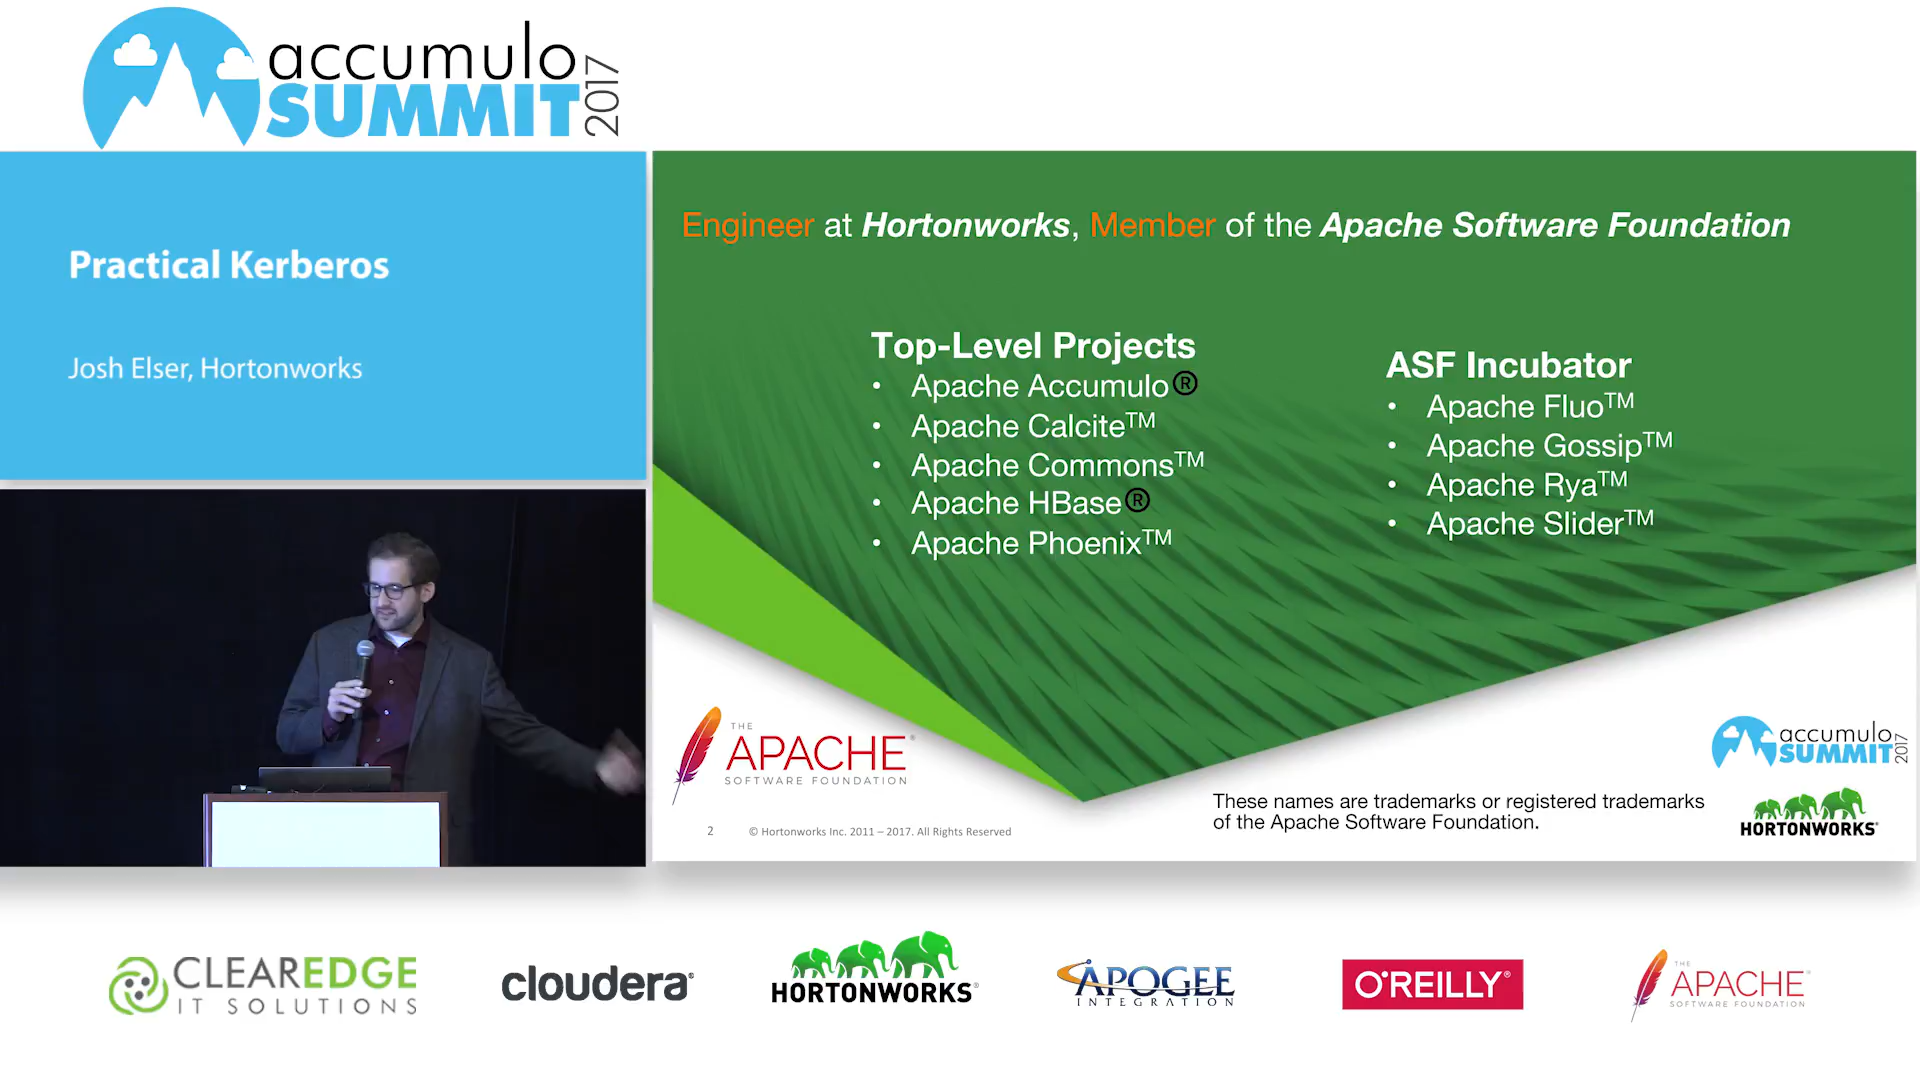 accumulo
SUMMIT
2017
Practical Kerberos
Josh Elser, Hortonworks
Engineer at Hortonworks, Member of the Apache Software Foundation
Top-Level Projects
• Apache Accumulo®
• Apache Calcite™
• Apache Commons™
• Apache HBase®
• Apache Phoenix™
ASF Incubator
• Apache Fluo™
• Apache Gossip™
• Apache Rya™
• Apache Slider™
THE
APACHE®
SOFTWARE FOUNDATION
accumulo
SUMMIT
2017
These names are trademarks or registered trademarks
of the Apache Software Foundation.
HORTONWORKS®
2
© Hortonworks Inc. 2011 – 2017. All Rights Reserved
CLEAREDGE
IT SOLUTIONS
cloudera®
HORTONWORKS®
APOGEE
INTEGRATION
O'REILLY®
THE
APACHE®
SOFTWARE FOUNDATION